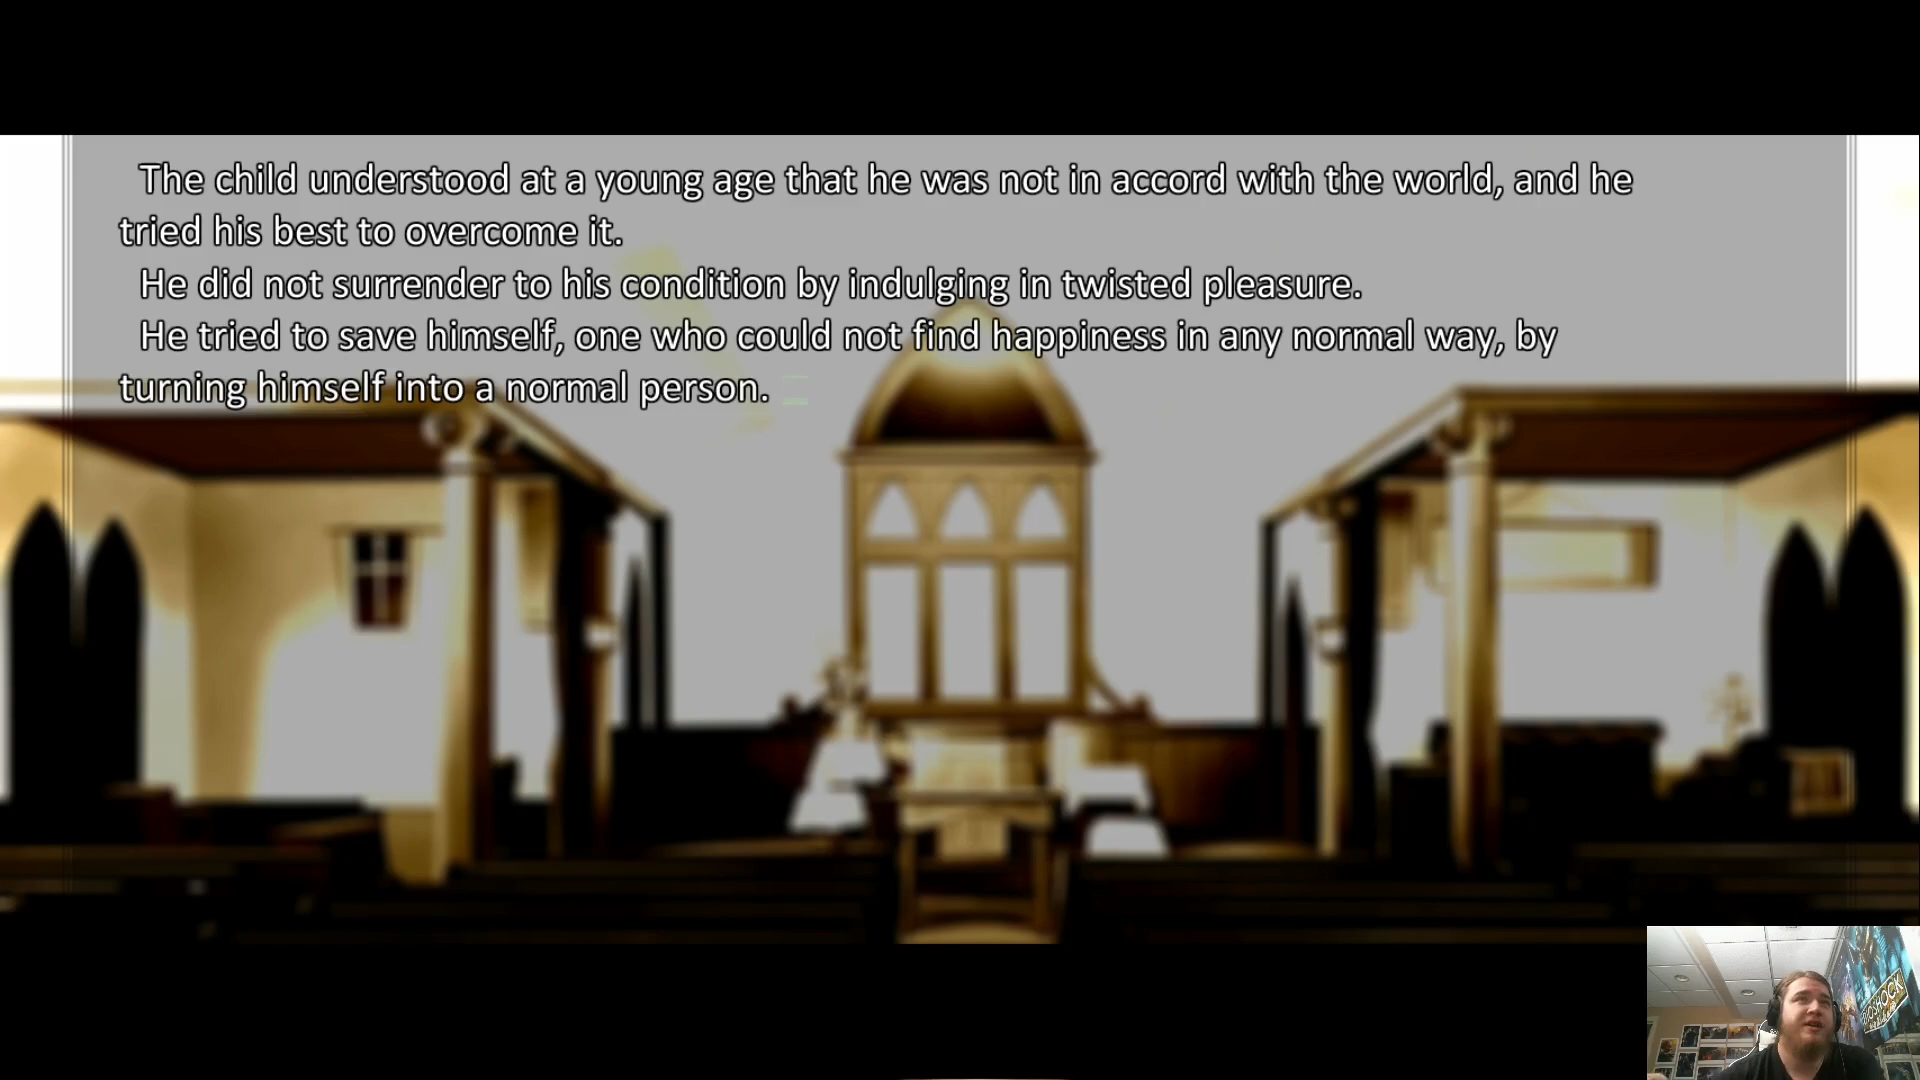 The child understood at a young age that he was not in accord with the world, and he
tried his best to overcome it.
He did not surrender to his condition by indulging in twisted pleasure.
He tried to save himself, one who could not find happiness in any normal way, by
turning himself into a normal person.
BIOSHOCK